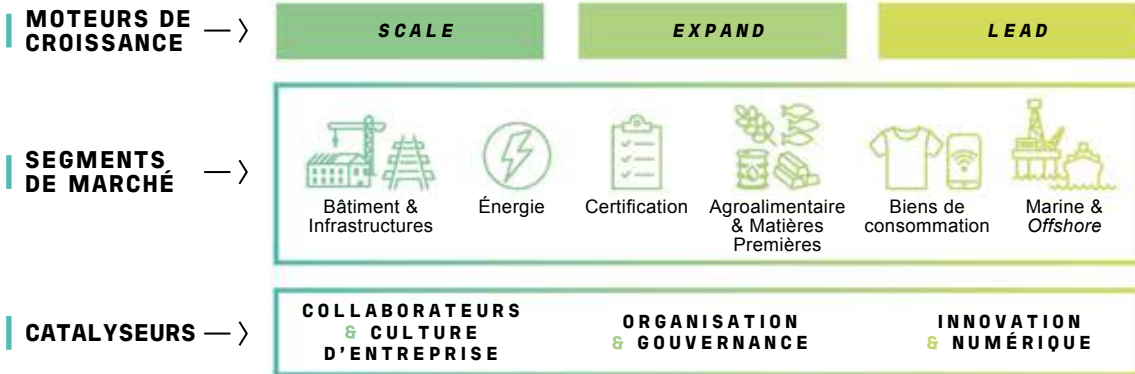 MOTEURS DE
CROISSANCE
SCALE
EXPAND
LEAD
SEGMENTS
DE MARCHÉ
Bâtiment &
Infrastructures
Énergie
Certification
Agroalimentaire
& Matières
Premières
Biens de
consommation
Marine &
Offshore
CATALYSEURS
COLLABORATEURS
& CULTURE
D'ENTREPRISE
ORGANISATION
& GOUVERNANCE
INNOVATION
& NUMÉRIQUE